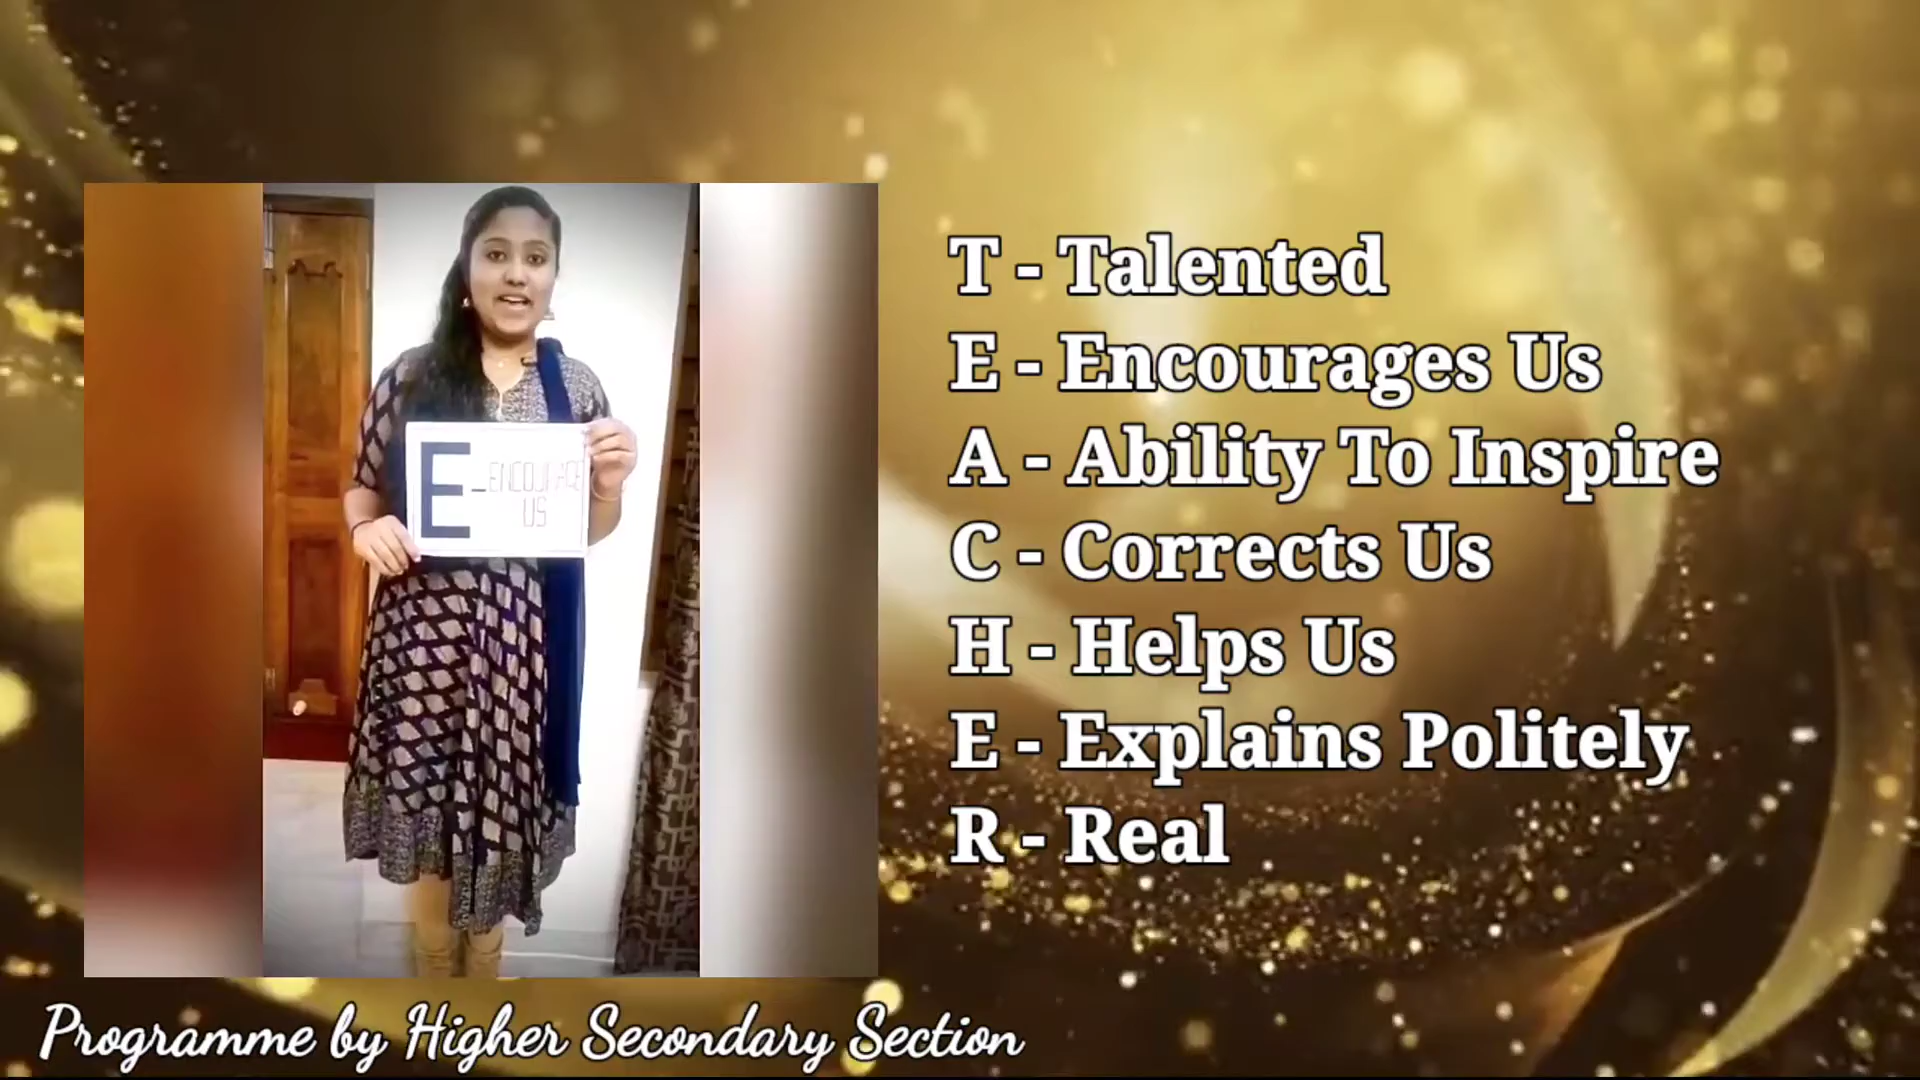 E - ENCOURAGE
US
T - Talented
E - Encourages Us
A - Ability To Inspire
C - Corrects Us
H - Helps Us
E - Explains Politely
R - Real
Programme by Higher Secondary Section